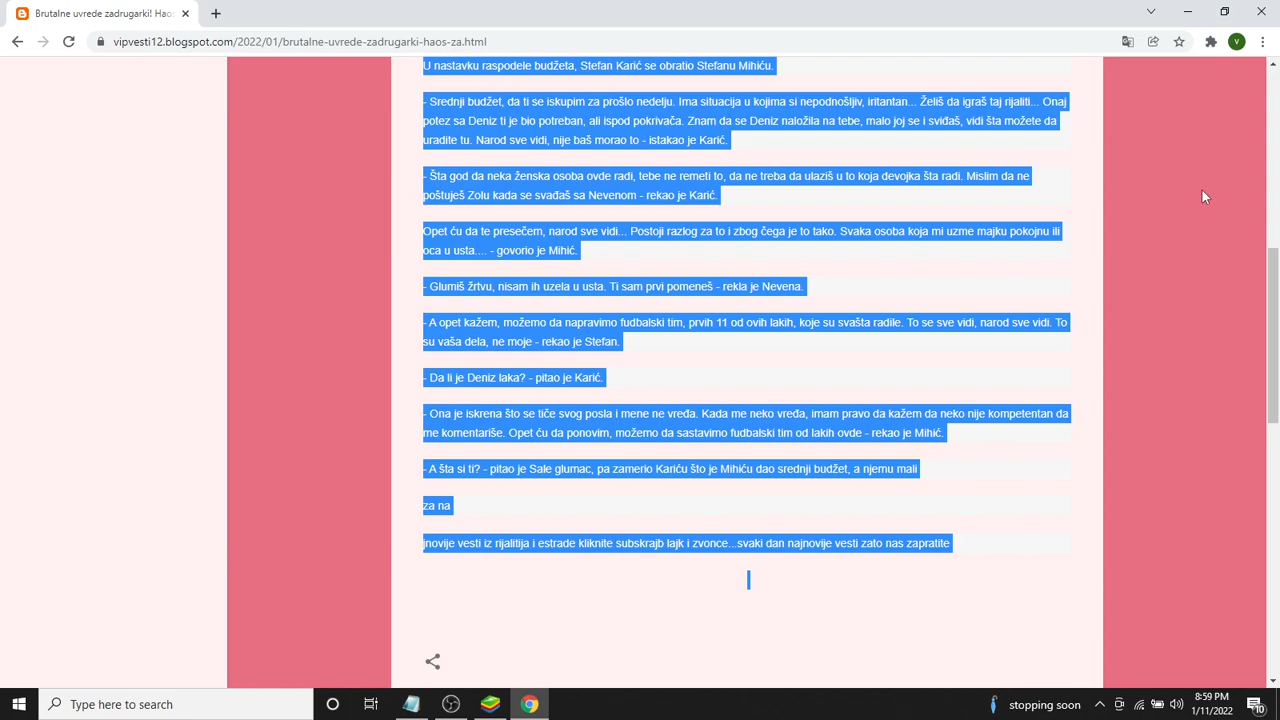 Brutalne uvrede zadrugarki! Haos
vipvesti12.blogspot.com/2022/01/brutalne-uvrede-zadrugarki-haos-za.html
V
U nastavku raspodele budžeta, Stefan Karić se obratio Stefanu Mihiću.
- Srednji budžet, da ti se iskupim za prošlo nedelju. Ima situacija u kojima si nepodnošljiv, iritantan... Želiš da igraš taj rijaliti... Onaj
potez sa Deniz ti je bio potreban, ali ispod pokrivača. Znam da se Deniz naložila na tebe, malo joj se i sviđaš, vidi šta možete da
uradite tu. Narod sve vidi, nije baš morao to - istakao je Karić.
- Šta god da neka ženska osoba ovde radi, tebe ne remeti to, da ne treba da ulaziš u to koja devojka šta radi. Mislim da ne
poštuješ Zolu kada se svađaš sa Nevenom - rekao je Karić.
Opet ću da te presečem, narod sve vidi... Postoji razlog za to i zbog čega je to tako. Svaka osoba koja mi uzme majku pokojnu ili
oca u usta.... - govorio je Mihić.
- Glumiš žrtvu, nisam ih uzela u usta. Ti sam prvi pomeneš - rekla je Nevena.
- A opet kažem, možemo da napravimo fudbalski tim, prvih 11 od ovih lakih, koje su svašta radile. To se sve vidi, narod sve vidi. To
su vaša dela, ne moje - rekao je Stefan.
- Da li je Deniz laka? - pitao je Karić.
- Ona je iskrena što se tiče svog posla i mene ne vređa. Kada me neko vređa, imam pravo da kažem da neko nije kompetentan da
me komentariše. Opet ću da ponovim, možemo da sastavimo fudbalski tim od lakih ovde - rekao je Mihić.
- A šta si ti? - pitao je Sale glumac, pa zamerio Kariću što je Mihiću dao srednji budžet, a njemu mali
za na
jnovije vesti iz rijalitija i estrade kliknite subskrajb lajk i zvonce...svaki dan najnovije vesti zato nas zapratite
Type here to search
stopping soon
8:59 PM
1/11/2022
10